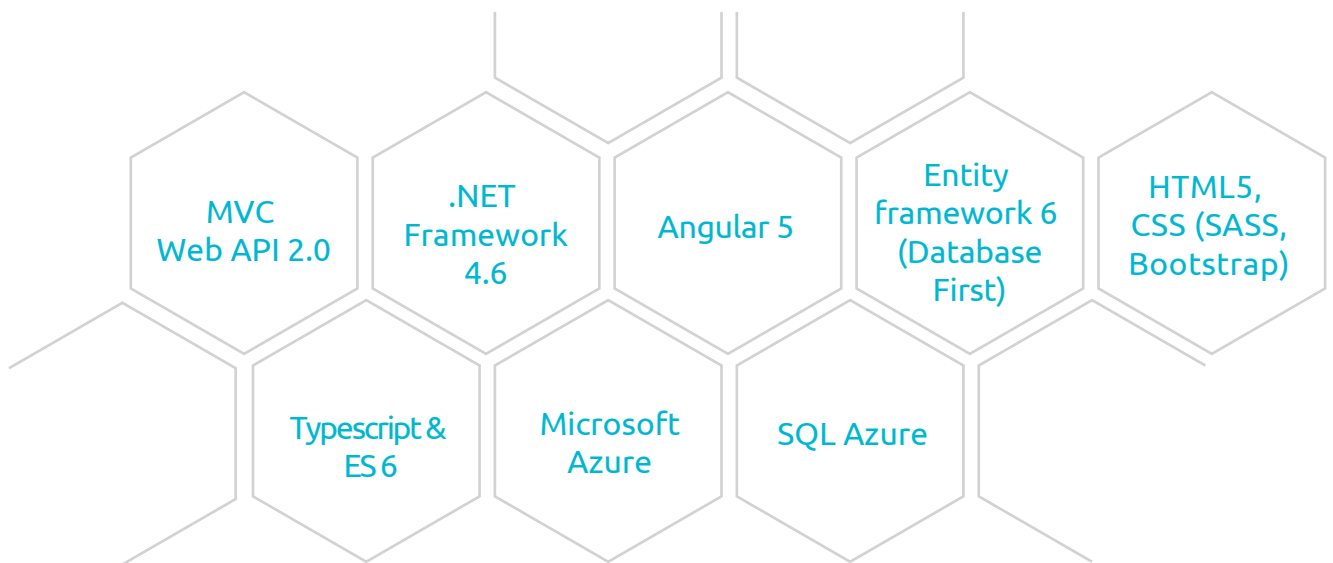 MVC
Web API 2.0
.NET
Framework
4.6
Angular 5
Entity
framework 6
(Database
First)
HTML5,
CSS (SASS,
Bootstrap)
Typescript &
ES 6
Microsoft
Azure
SQL Azure